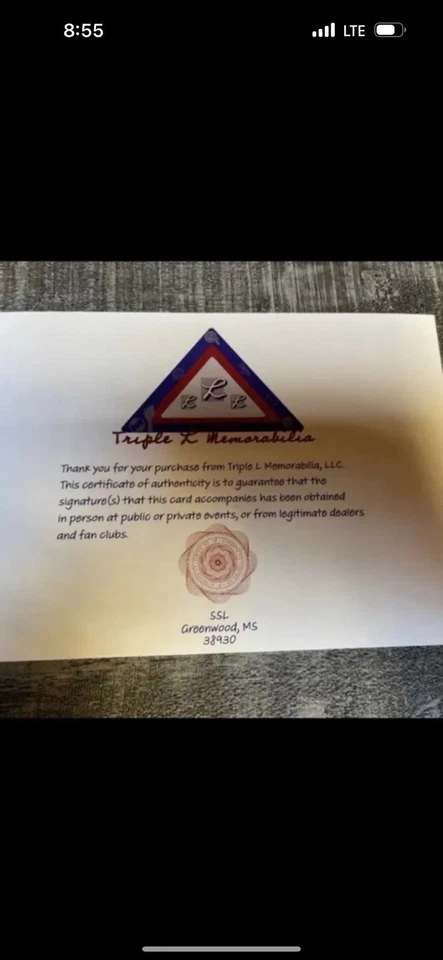 8:55
LTE
L L L
Triple L Memorabilia
Thank you for your purchase from Triple L Memorabilia, LLC.
This certificate of authenticity is to guarantee that the
signature(s) that this card accompanies has been obtained
in person at public or private events, or from legitimate dealers
and fan clubs.
SSL
Greenwood, MS
38930